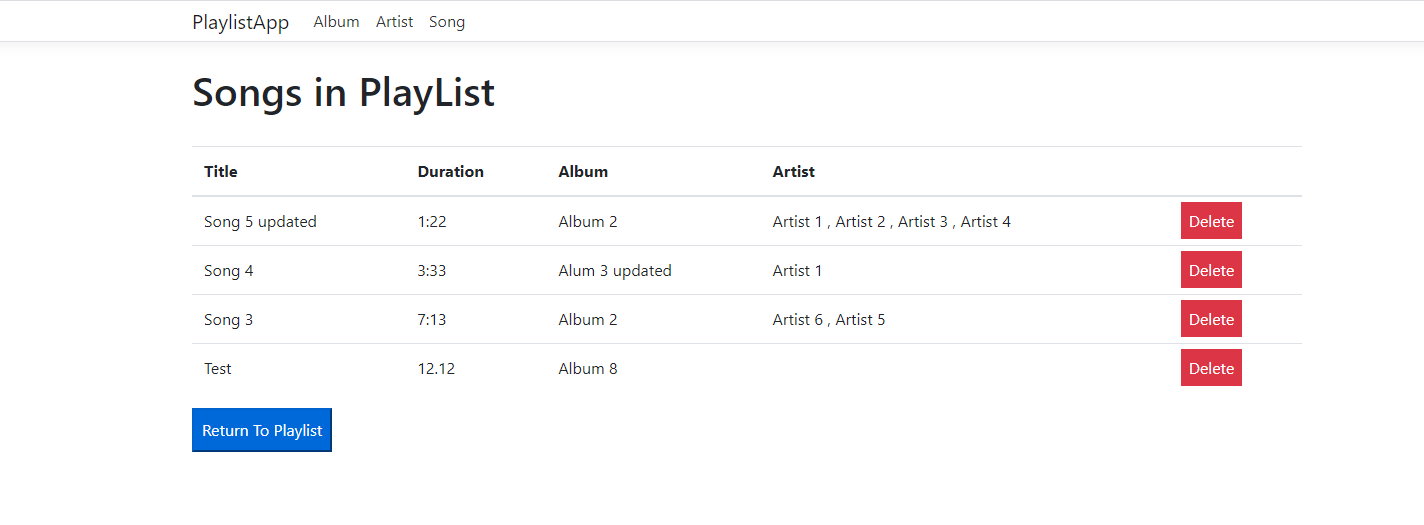 PlaylistApp Album Artist Song
Songs in PlayList
Title Duration Album Artist
Song 5 updated 1:22 Album 2 Artist 1 , Artist 2 , Artist 3 , Artist 4 Delete
Song 4 3:33 Alum 3 updated Artist 1 Delete
Song 3 7:13 Album 2 Artist 6 , Artist 5 Delete
Test 12.12 Album 8 Delete
Return To Playlist